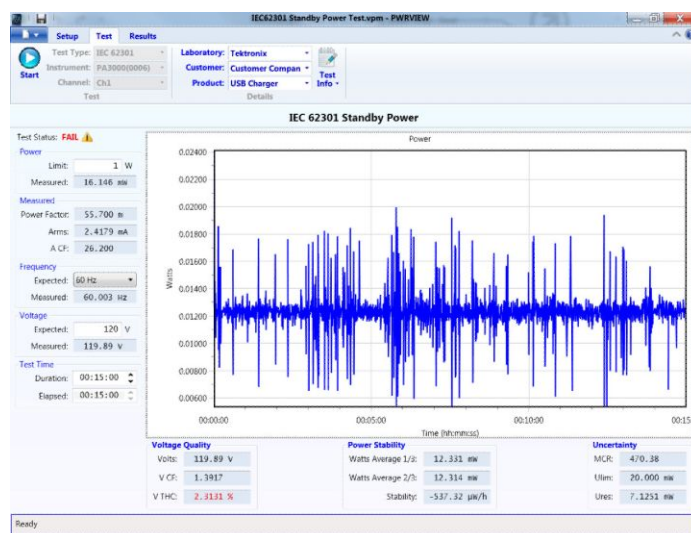 IEC62301 Standby Power Test.vpm - PWRVIEW
Setup Test Results
Start
Test Type: IEC 62301
Instrument: PA3000(0006)
Channel: Ch1
Test
Laboratory: Tektronix
Customer: Customer Compan
Product: USB Charger
Details
Test
Info
IEC 62301 Standby Power
Test Status: FAIL
Power
Limit: 1 W
Measured: 16.146 mW
Measured
Power Factor: 55.700 m
Arms: 2.4179 mA
A CF: 26.200
Frequency
Expected: 60 Hz
Measured: 60.003 Hz
Voltage
Expected: 120 V
Measured: 119.89 V
Test Time
Duration: 00:15:00
Elapsed: 00:15:00
Power
0.02400
0.02200
0.02000
0.01800
0.01600
0.01400
0.01200
0.01000
0.00800
0.00600
Watts
00:00:00 00:05:00 00:10:00 00:15
Time (hh:mm:ss)
Voltage Quality
Volts: 119.89 V
V CF: 1.3917
V THC: 2.3131 %
Power Stability
Watts Average 1/3: 12.331 mW
Watts Average 2/3: 12.314 mW
Stability: -537.32 µW/h
Uncertainty
MCR: 470.38
Ulim: 20.000 mW
Ures: 7.1251 mW
Ready